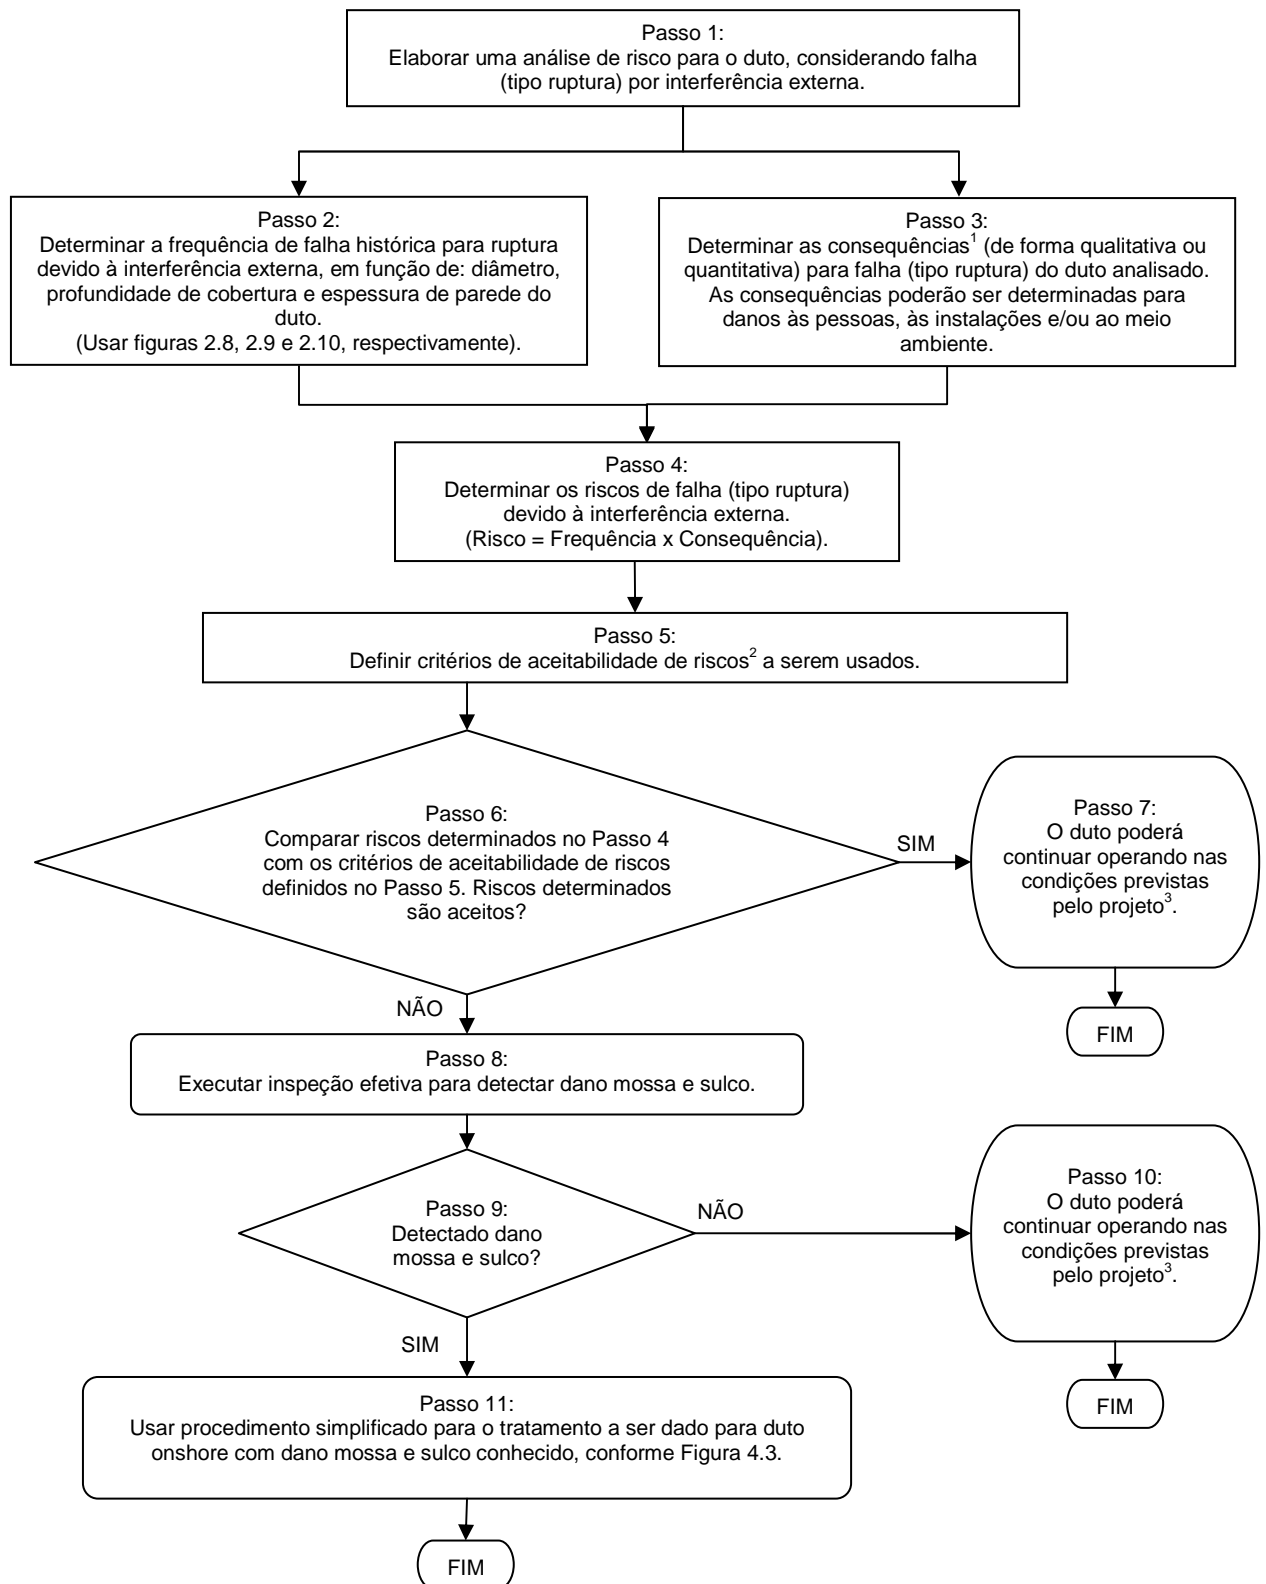 Passo 1:
Elaborar uma análise de risco para o duto, considerando falha
(tipo ruptura) por interferência externa.
Passo 2:
Determinar a frequência de falha histórica para ruptura
devido à interferência externa, em função de: diâmetro,
profundidade de cobertura e espessura de parede do
duto.
(Usar figuras 2.8, 2.9 e 2.10, respectivamente).
Passo 3:
Determinar as consequências¹ (de forma qualitativa ou
quantitativa) para falha (tipo ruptura) do duto analisado.
As consequências poderão ser determinadas para
danos às pessoas, às instalações e/ou ao meio
ambiente.
Passo 4:
Determinar os riscos de falha (tipo ruptura)
devido à interferência externa.
(Risco = Frequência x Consequência).
Passo 5:
Definir critérios de aceitabilidade de riscos² a serem usados.
Passo 6:
Comparar riscos determinados no Passo 4
com os critérios de aceitabilidade de riscos
definidos no Passo 5. Riscos determinados
são aceitos?
SIM
Passo 7:
O duto poderá
continuar operando nas
condições previstas
pelo projeto³.
FIM
NÃO
Passo 8:
Executar inspeção efetiva para detectar dano mossa e sulco.
Passo 9:
Detectado dano
mossa e sulco?
NÃO
Passo 10:
O duto poderá
continuar operando nas
condições previstas
pelo projeto³.
FIM
SIM
Passo 11:
Usar procedimento simplificado para o tratamento a ser dado para duto
onshore com dano mossa e sulco conhecido, conforme Figura 4.3.
FIM